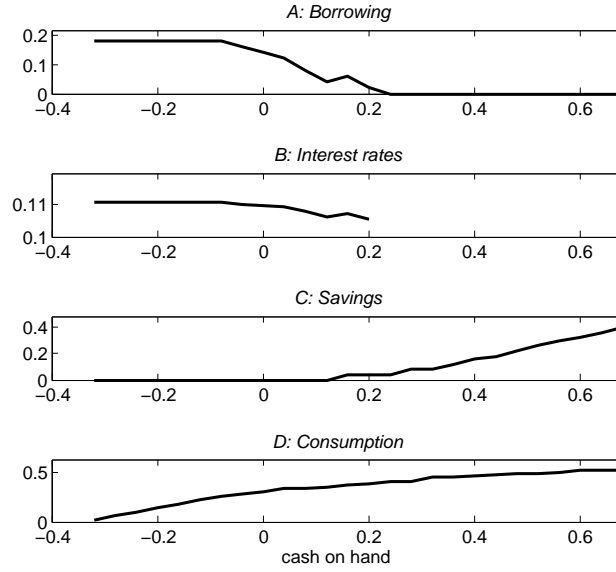 A: Borrowing
0.2
0.1
0
−0.4 −0.2 0 0.2 0.4 0.6
B: Interest rates
0.11
0.1
−0.4 −0.2 0 0.2 0.4 0.6
C: Savings
0.4
0.2
0
−0.4 −0.2 0 0.2 0.4 0.6
D: Consumption
0.5
0
−0.4 −0.2 0 0.2 0.4 0.6
cash on hand